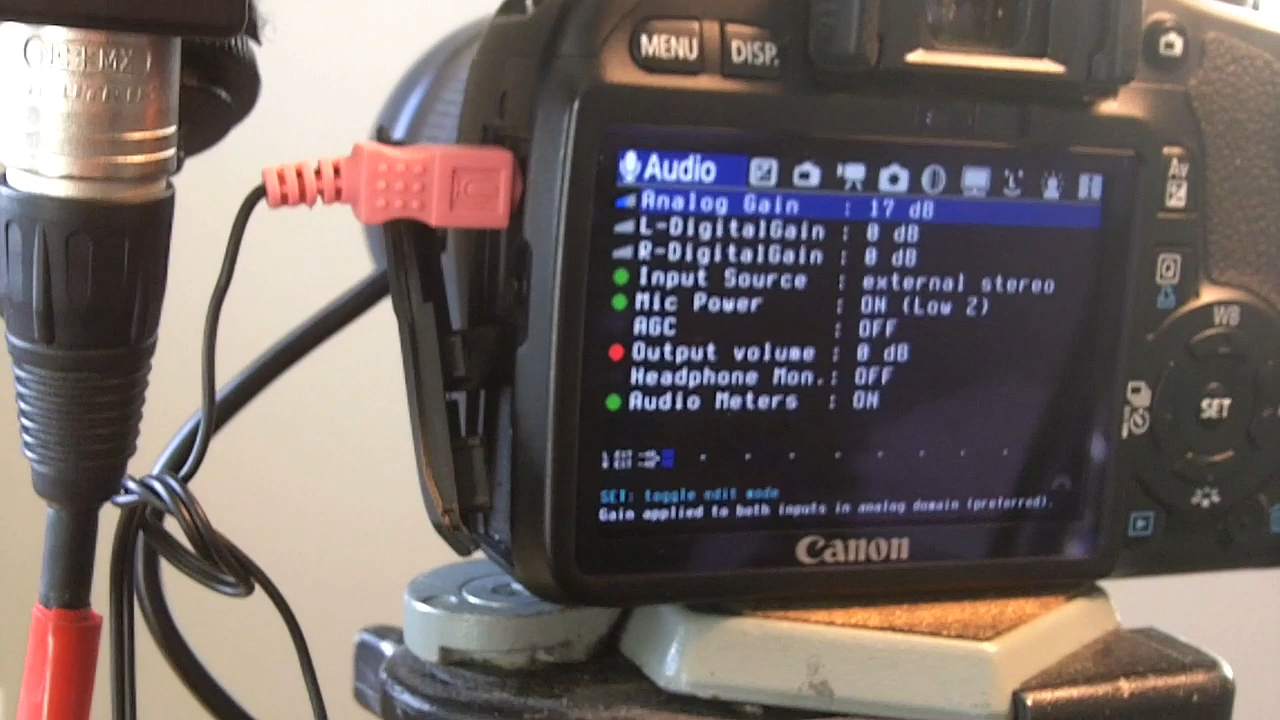 MENU DISP.
Audio
Analog Gain : 17 dB
L-DigitalGain : 0 dB
R-DigitalGain : 0 dB
Input Source : external stereo
Mic Power : ON (Low Z)
AGC : OFF
Output volume : 0 dB
Headphone Mon.: OFF
Audio Meters : ON
SET: toggle edit mode
Gain applied to both inputs in analog domain (preferred).
Canon
Av
Q
WB
SET